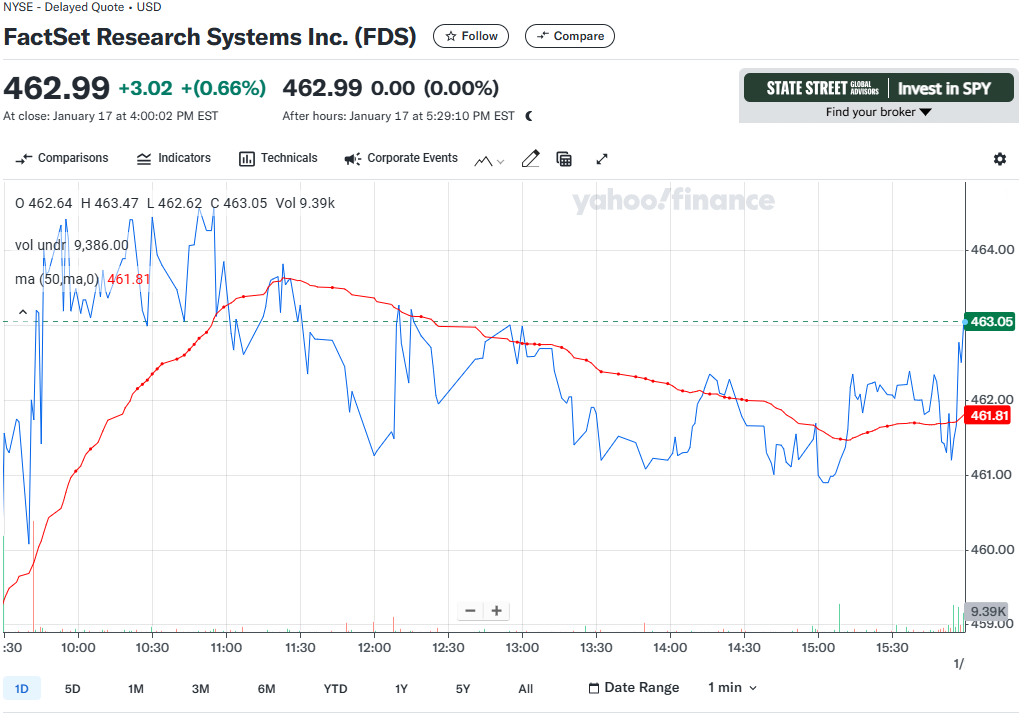 NYSE - Delayed Quote • USD
FactSet Research Systems Inc. (FDS)
Follow
Compare
462.99 +3.02 +(0.66%)
462.99 0.00 (0.00%)
At close: January 17 at 4:00:02 PM EST
After hours: January 17 at 5:29:10 PM EST
STATE STREET GLOBAL ADVISORS Invest in SPY
Find your broker
Comparisons Indicators Technicals Corporate Events
yahoo!finance
O 462.64 H 463.47 L 462.62 C 463.05 Vol 9.39k
vol undr 9,386.00
ma (50,ma,0) 461.81
464.00
463.05
462.00
461.81
461.00
460.00
9.39K
459.00
− +
:30 10:00 10:30 11:00 11:30 12:00 12:30 13:00 13:30 14:00 14:30 15:00 15:30
1/
1D 5D 1M 3M 6M YTD 1Y 5Y All Date Range 1 min